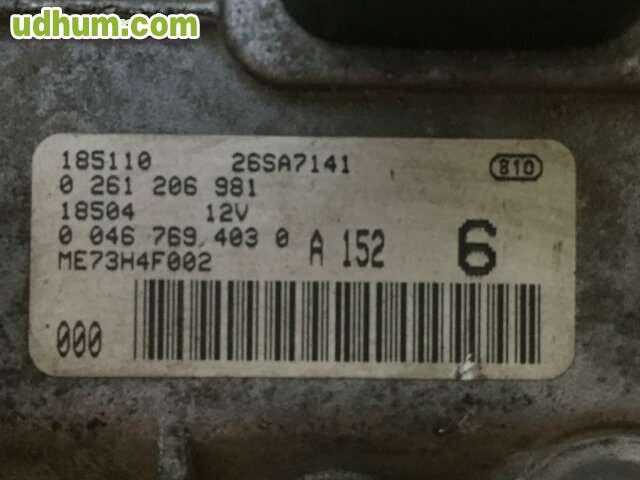 udhum.com
185110 26SA7141 810
0 261 206 981
18504 12V
0 046 769 403 0 A 152 6
ME73H4F002
000